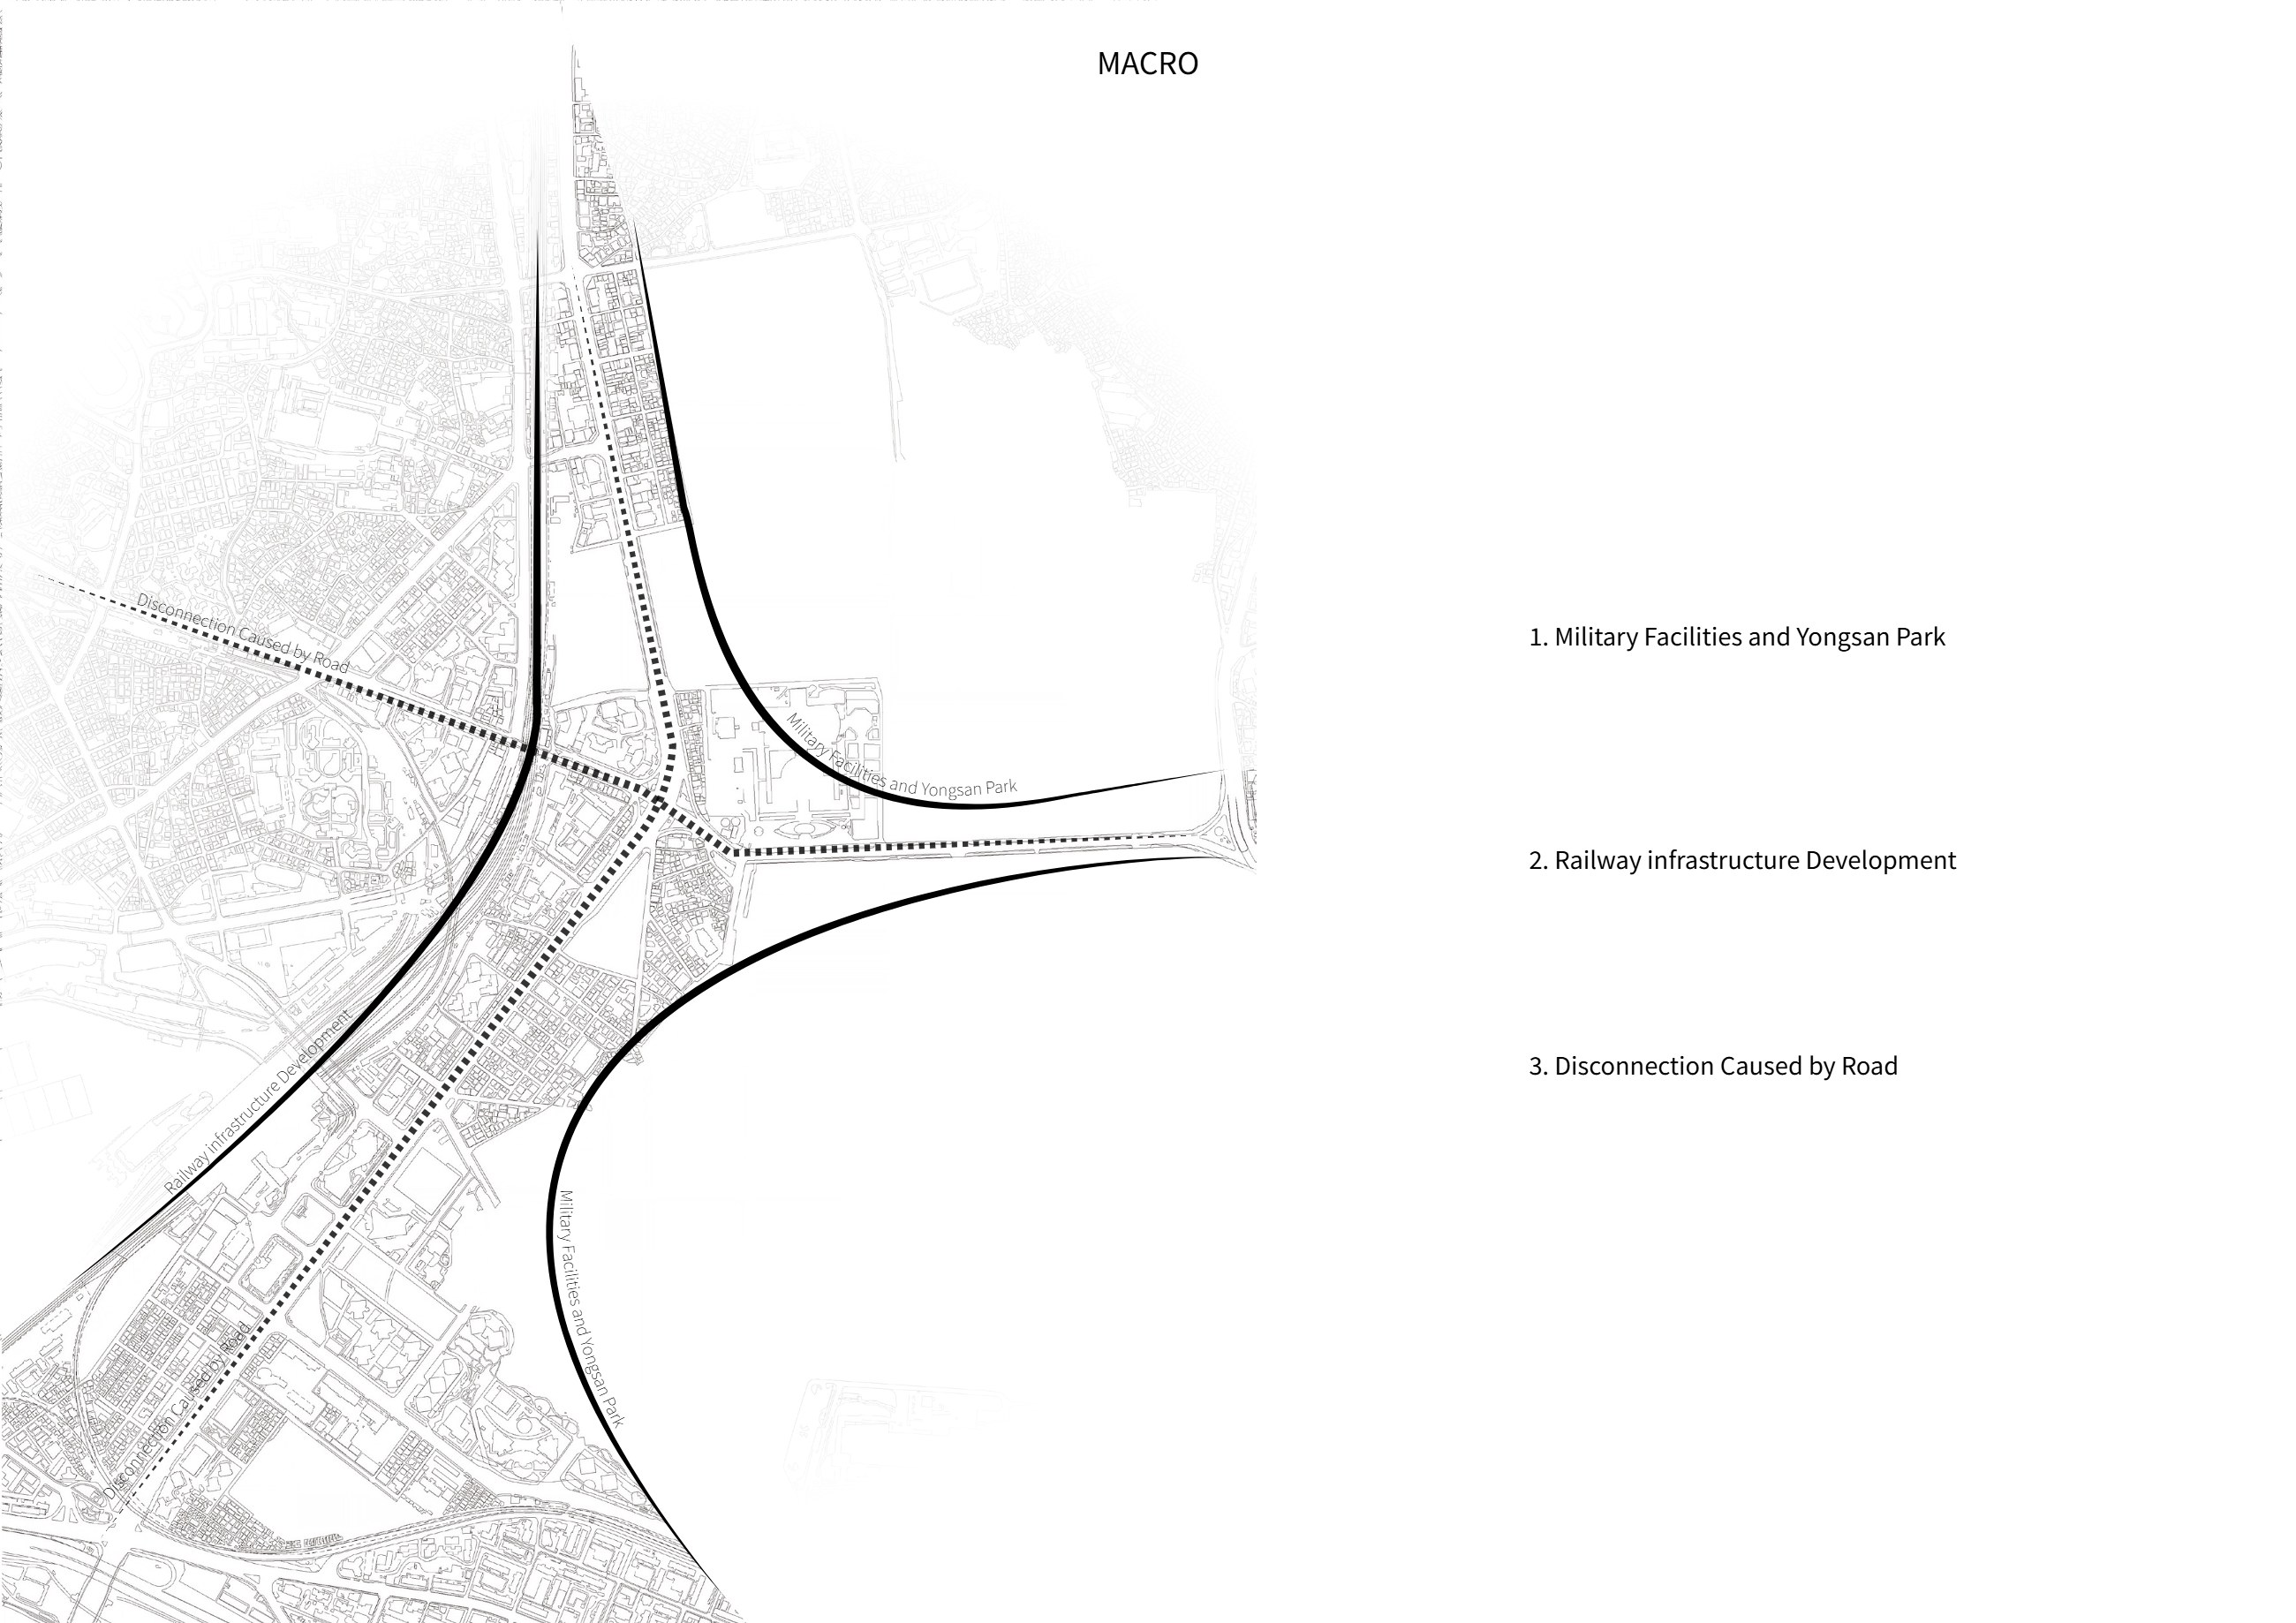 MACRO
Disconnection Caused by Road
Military Facilities and Yongsan Park
Railway infrastructure Development
Military Facilities and Yongsan Park
Disconnection Caused by Road
1. Military Facilities and Yongsan Park
2. Railway infrastructure Development
3. Disconnection Caused by Road